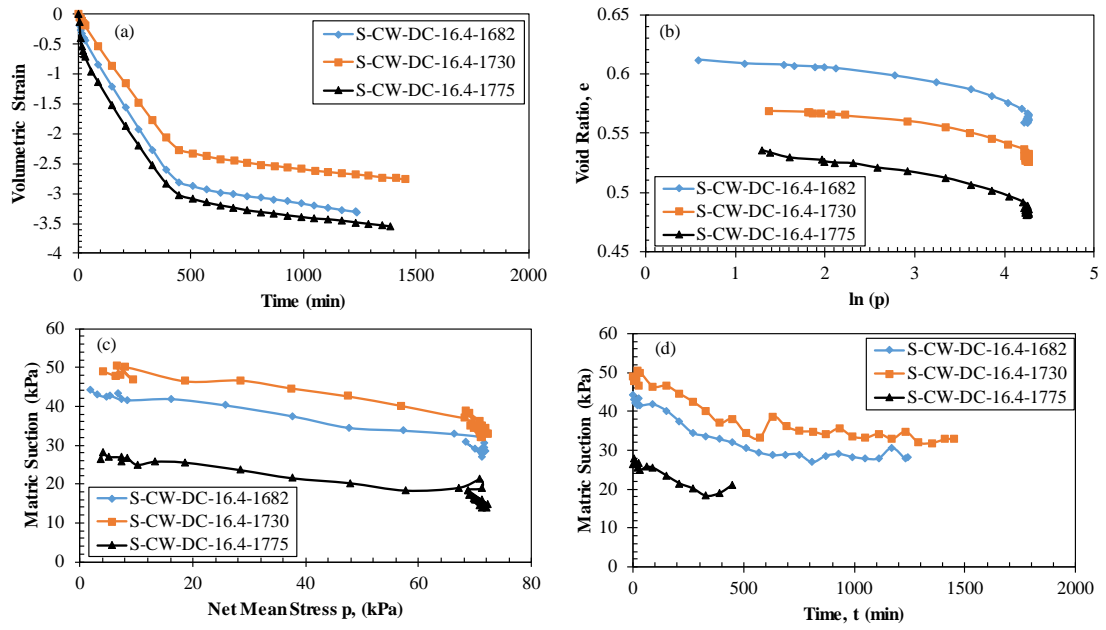 (a)
S-CW-DC-16.4-1682
S-CW-DC-16.4-1730
S-CW-DC-16.4-1775
0
-0.5
-1
-1.5
-2
-2.5
-3
-3.5
-4
Volumetric Strain
0
500
1000
1500
2000
Time (min)
(b)
S-CW-DC-16.4-1682
S-CW-DC-16.4-1730
S-CW-DC-16.4-1775
0.65
0.6
0.55
0.5
0.45
Void Ratio, e
0
1
2
3
4
5
ln (p)
(c)
S-CW-DC-16.4-1682
S-CW-DC-16.4-1730
S-CW-DC-16.4-1775
60
50
40
30
20
10
0
Matric Suction (kPa)
0
20
40
60
80
Net Mean Stress p, (kPa)
(d)
S-CW-DC-16.4-1682
S-CW-DC-16.4-1730
S-CW-DC-16.4-1775
60
50
40
30
20
10
0
Matric Suction (kPa)
0
500
1000
1500
2000
Time, t (min)